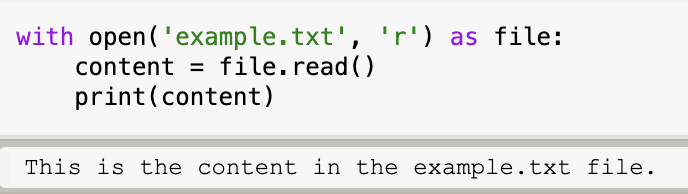 with open('example.txt', 'r') as file:
    content = file.read()
    print(content)
This is the content in the example.txt file.